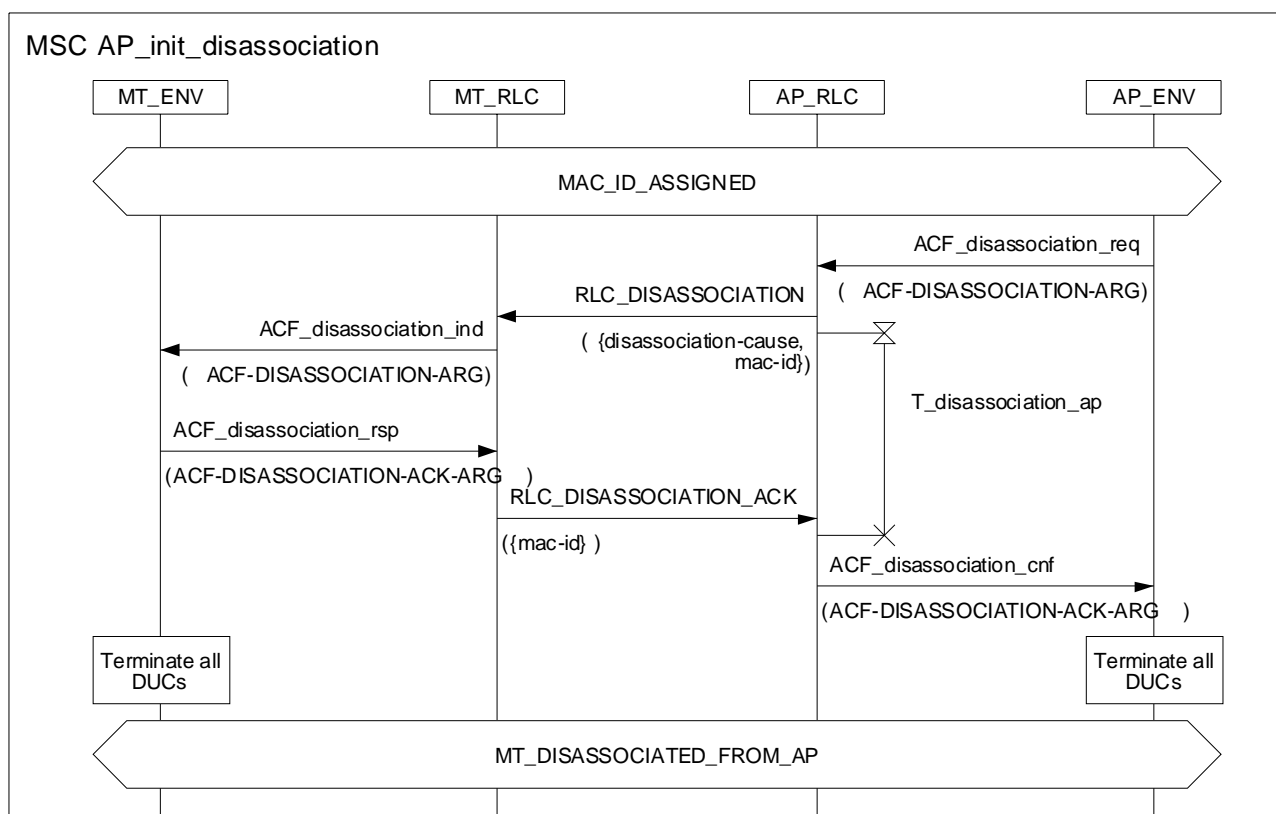 MSC AP_init_disassociation
MT_ENV MT_RLC AP_RLC AP_ENV
MAC_ID_ASSIGNED
ACF_disassociation_req
( ACF-DISASSOCIATION-ARG)
RLC_DISASSOCIATION
( {disassociation-cause,
mac-id})
ACF_disassociation_ind
( ACF-DISASSOCIATION-ARG)
T_disassociation_ap
ACF_disassociation_rsp
(ACF-DISASSOCIATION-ACK-ARG )
RLC_DISASSOCIATION_ACK
({mac-id} )
ACF_disassociation_cnf
(ACF-DISASSOCIATION-ACK-ARG )
Terminate all
DUCs
Terminate all
DUCs
MT_DISASSOCIATED_FROM_AP